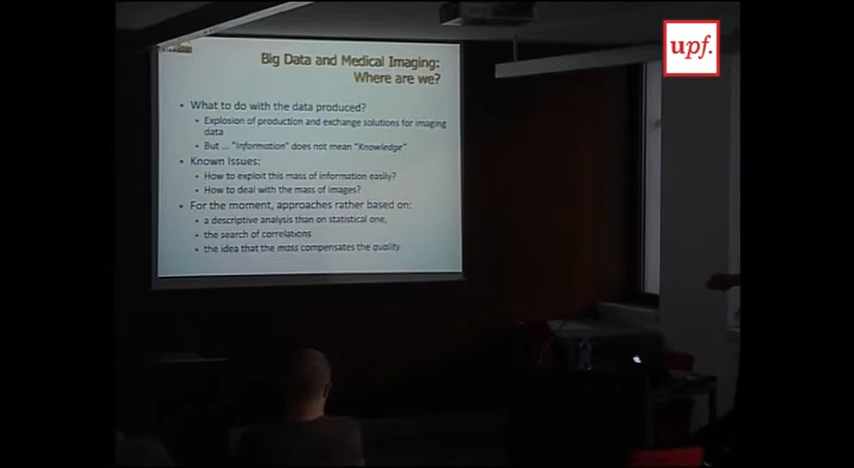 upf.
Big Data and Medical Imaging:
Where are we?
• What to do with the data produced?
• Explosion of production and exchange solutions for imaging
data
• But ... "Information" does not mean "Knowledge"
• Known Issues:
• How to exploit this mass of information easily?
• How to deal with the mass of images?
• For the moment, approaches rather based on:
• a descriptive analysis than on statistical one,
• the search of correlations
• the idea that the mass compensates the quality